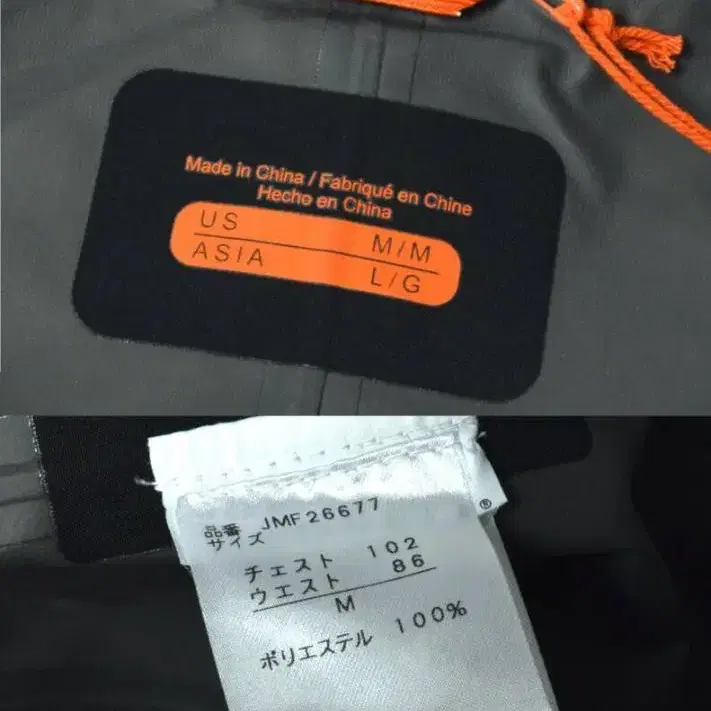 Made in China / Fabriqué en Chine
Hecho en China
US M/M
ASIA L/G
®
品番 JMF26677
サイズ
チェスト 102
ウエスト 86
M
ポリエステル 100%